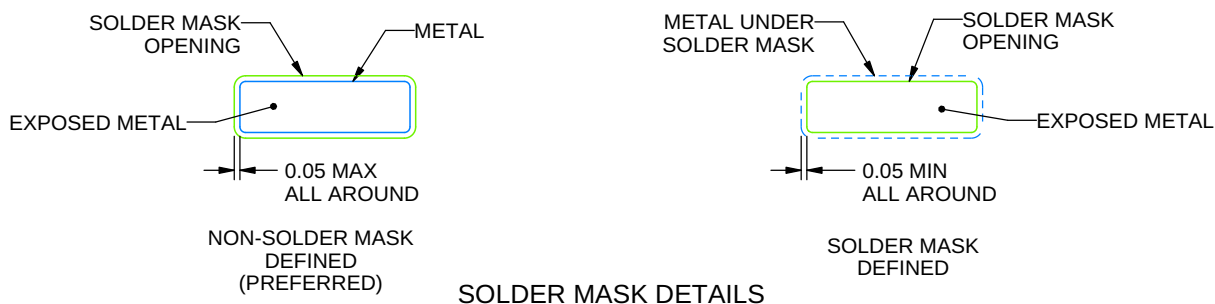 SOLDER MASK
OPENING
METAL
EXPOSED METAL
0.05 MAX
ALL AROUND
NON-SOLDER MASK
DEFINED
(PREFERRED)
METAL UNDER
SOLDER MASK
SOLDER MASK
OPENING
EXPOSED METAL
0.05 MIN
ALL AROUND
SOLDER MASK
DEFINED
SOLDER MASK DETAILS